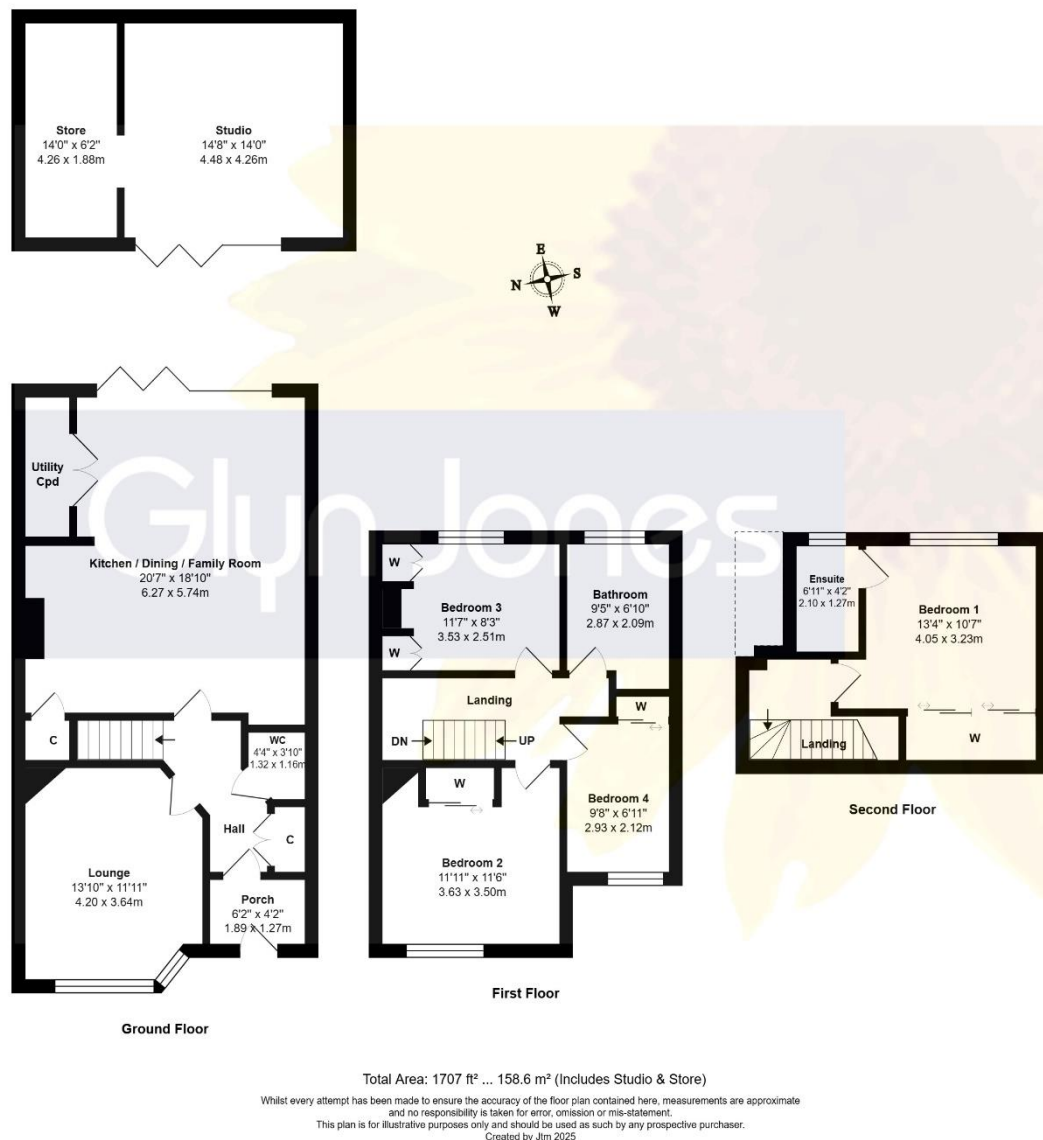 Store
14'0" x 6'2"
4.26 x 1.88m
Studio
14'8" x 14'0"
4.48 x 4.26m
E
N S
W
Utility
Cpd
Glyn Jones
Kitchen / Dining / Family Room
20'7" x 18'10"
6.27 x 5.74m
C
WC
4'4" x 3'10"
1.32 x 1.16m
Hall
C
Lounge
13'10" x 11'11"
4.20 x 3.64m
Porch
6'2" x 4'2"
1.89 x 1.27m
Ground Floor
W
Bedroom 3
11'7" x 8'3"
3.53 x 2.51m
W
Bathroom
9'5" x 6'10"
2.87 x 2.09m
Landing
W
DN UP
W
Bedroom 4
9'8" x 6'11"
2.93 x 2.12m
Bedroom 2
11'11" x 11'6"
3.63 x 3.50m
First Floor
Ensuite
6'11" x 4'2"
2.10 x 1.27m
Bedroom 1
13'4" x 10'7"
4.05 x 3.23m
Landing
W
Second Floor
Total Area: 1707 ft² ... 158.6 m² (Includes Studio & Store)
Whilst every attempt has been made to ensure the accuracy of the floor plan contained here, measurements are approximate
and no responsibility is taken for error, omission or mis-statement.
This plan is for illustrative purposes only and should be used as such by any prospective purchaser.
Created by Jtm 2025